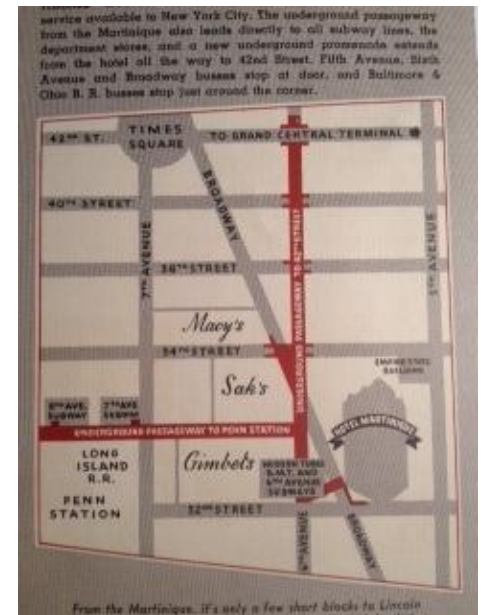 service available to New York City. The underground passageway
from the Martinique also leads directly to all subway lines, the
department stores, and a new underground promenade extends
from the hotel all the way to 42nd Street. Fifth Avenue, Sixth
Avenue and Broadway busses stop at door, and Baltimore &
Ohio R. R. busses stop just around the corner.
42ND ST.
TIMES
SQUARE
TO GRAND CENTRAL TERMINAL
BROADWAY
40TH STREET
7TH AVENUE
UNDERGROUND PASSAGEWAY TO 42ND STREET
5TH AVENUE
36TH STREET
Macy's
34TH STREET
EMPIRE STATE
BUILDING
Sak's
8TH AVE.
SUBWAY
7TH AVE.
SUBWAY
HOTEL MARTINIQUE
UNDERGROUND PASSAGEWAY TO PENN STATION
LONG
ISLAND
R.R.
PENN
STATION
Gimbels
HUDSON TUBES
B.M.T. AND
6TH AVENUE
SUBWAYS
32ND STREET
6TH AVENUE
BROADWAY
From the Martinique, it's only a few short blocks to Lincoln